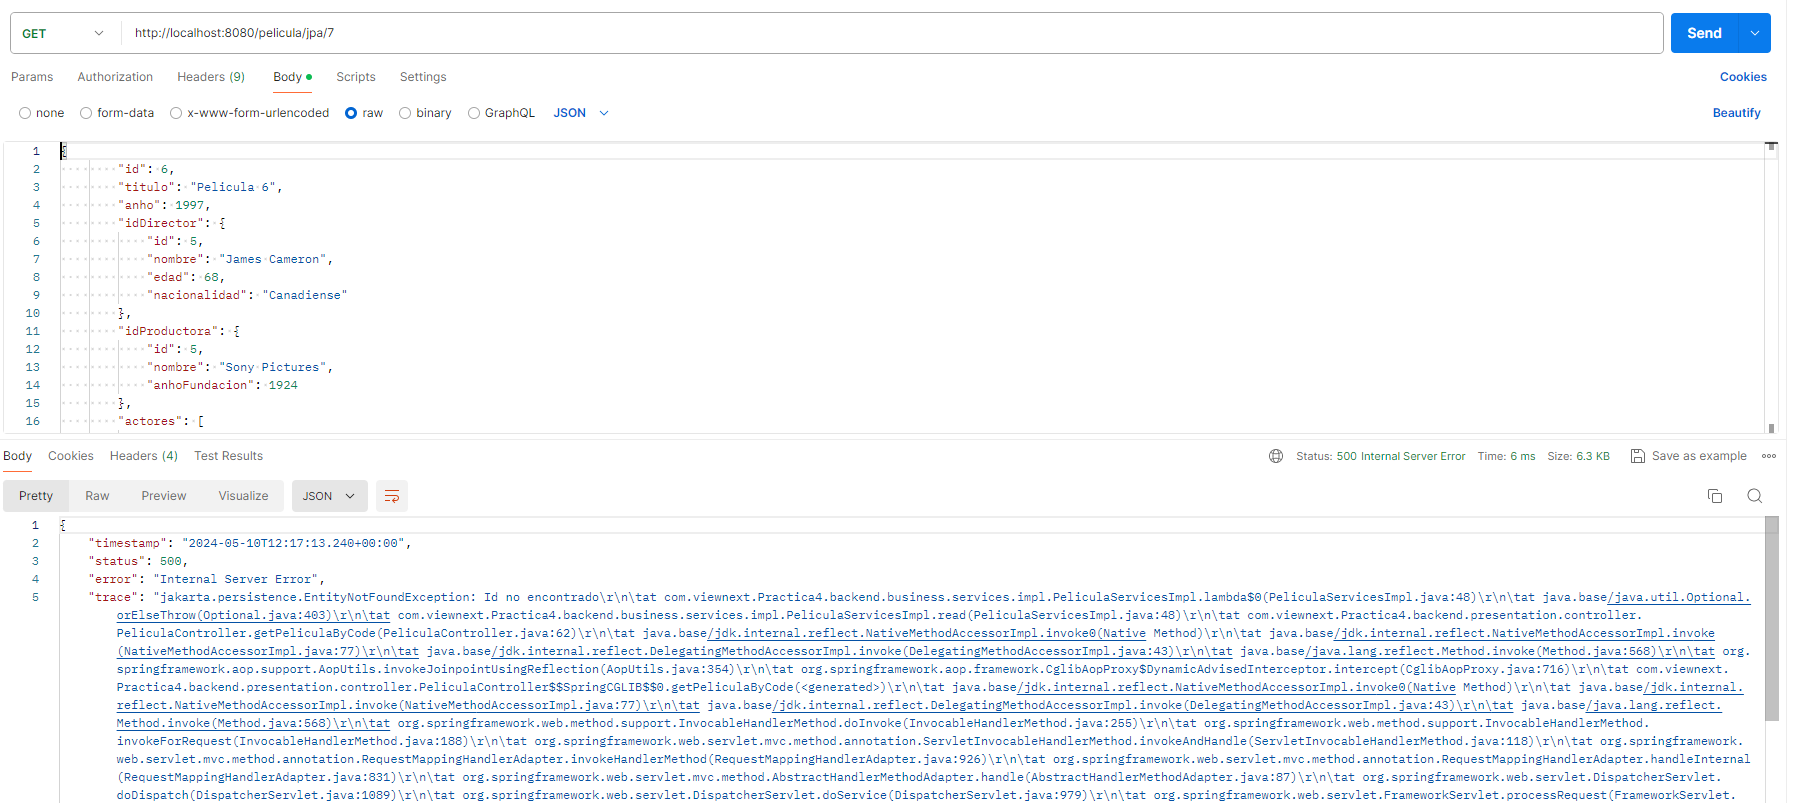 GET http://localhost:8080/pelicula/jpa/7 Send
Params Authorization Headers (9) Body Scripts Settings Cookies
none form-data x-www-form-urlencoded raw binary GraphQL JSON Beautify
1 {
2 "id": 6,
3 "titulo": "Pelicula 6",
4 "anho": 1997,
5 "idDirector": {
6 "id": 5,
7 "nombre": "James Cameron",
8 "edad": 68,
9 "nacionalidad": "Canadiense"
10 },
11 "idProductora": {
12 "id": 5,
13 "nombre": "Sony Pictures",
14 "anhoFundacion": 1924
15 },
16 "actores": [
Body Cookies Headers (4) Test Results Status: 500 Internal Server Error Time: 6 ms Size: 6.3 KB Save as example
Pretty Raw Preview Visualize JSON
1 {
2 "timestamp": "2024-05-10T12:17:13.240+00:00",
3 "status": 500,
4 "error": "Internal Server Error",
5 "trace": "jakarta.persistence.EntityNotFoundException: Id no encontrado\r\n\tat com.viewnext.Practica4.backend.business.services.impl.PeliculaServicesImpl.lambda$0(PeliculaServicesImpl.java:48)\r\n\tat java.base/java.util.Optional.
orElseThrow(Optional.java:403)\r\n\tat com.viewnext.Practica4.backend.business.services.impl.PeliculaServicesImpl.read(PeliculaServicesImpl.java:48)\r\n\tat com.viewnext.Practica4.backend.presentation.controller.
PeliculaController.getPeliculaByCode(PeliculaController.java:62)\r\n\tat java.base/jdk.internal.reflect.NativeMethodAccessorImpl.invoke0(Native Method)\r\n\tat java.base/jdk.internal.reflect.NativeMethodAccessorImpl.invoke
(NativeMethodAccessorImpl.java:77)\r\n\tat java.base/jdk.internal.reflect.DelegatingMethodAccessorImpl.invoke(DelegatingMethodAccessorImpl.java:43)\r\n\tat java.base/java.lang.reflect.Method.invoke(Method.java:568)\r\n\tat org.
springframework.aop.support.AopUtils.invokeJoinpointUsingReflection(AopUtils.java:354)\r\n\tat org.springframework.aop.framework.CglibAopProxy$DynamicAdvisedInterceptor.intercept(CglibAopProxy.java:716)\r\n\tat com.viewnext.
Practica4.backend.presentation.controller.PeliculaController$$SpringCGLIB$$0.getPeliculaByCode(<generated>)\r\n\tat java.base/jdk.internal.reflect.NativeMethodAccessorImpl.invoke0(Native Method)\r\n\tat java.base/jdk.internal.
reflect.NativeMethodAccessorImpl.invoke(NativeMethodAccessorImpl.java:77)\r\n\tat java.base/jdk.internal.reflect.DelegatingMethodAccessorImpl.invoke(DelegatingMethodAccessorImpl.java:43)\r\n\tat java.base/java.lang.reflect.
Method.invoke(Method.java:568)\r\n\tat org.springframework.web.method.support.InvocableHandlerMethod.doInvoke(InvocableHandlerMethod.java:255)\r\n\tat org.springframework.web.method.support.InvocableHandlerMethod.
invokeForRequest(InvocableHandlerMethod.java:188)\r\n\tat org.springframework.web.servlet.mvc.method.annotation.ServletInvocableHandlerMethod.invokeAndHandle(ServletInvocableHandlerMethod.java:118)\r\n\tat org.springframework.
web.servlet.mvc.method.annotation.RequestMappingHandlerAdapter.invokeHandlerMethod(RequestMappingHandlerAdapter.java:926)\r\n\tat org.springframework.web.servlet.mvc.method.annotation.RequestMappingHandlerAdapter.handleInternal
(RequestMappingHandlerAdapter.java:831)\r\n\tat org.springframework.web.servlet.mvc.method.AbstractHandlerMethodAdapter.handle(AbstractHandlerMethodAdapter.java:87)\r\n\tat org.springframework.web.servlet.DispatcherServlet.
doDispatch(DispatcherServlet.java:1089)\r\n\tat org.springframework.web.servlet.DispatcherServlet.doService(DispatcherServlet.java:979)\r\n\tat org.springframework.web.servlet.FrameworkServlet.processRequest(FrameworkServlet.